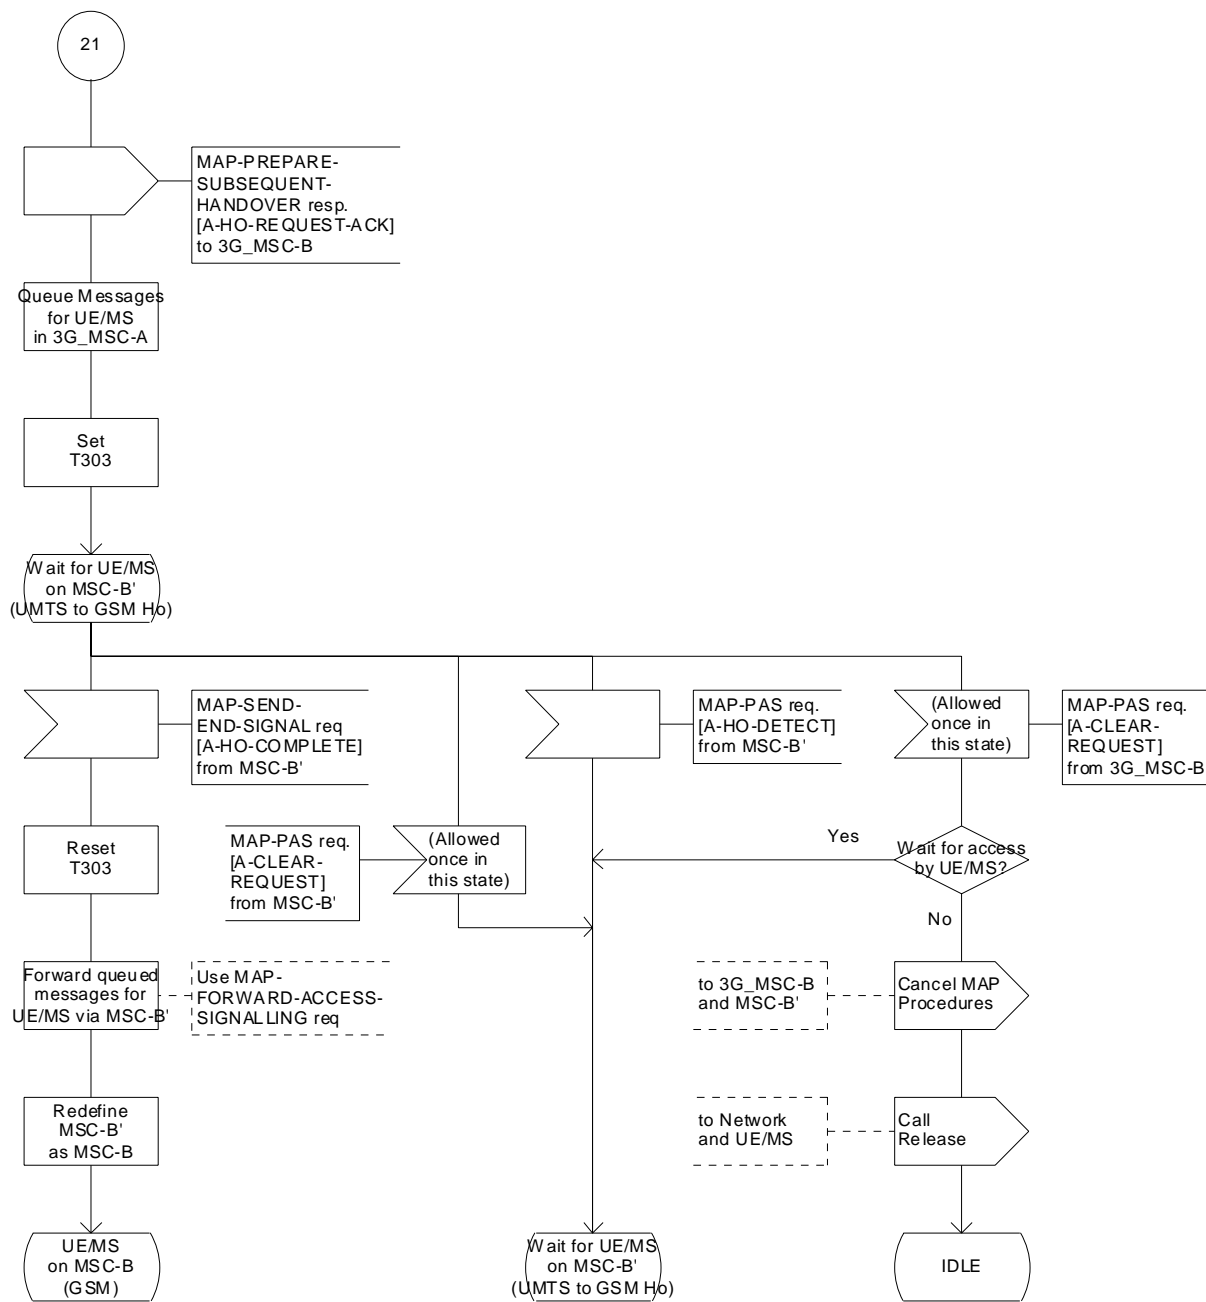 21
MAP-PREPARE-
SUBSEQUENT-
HANDOVER resp.
[A-HO-REQUEST-ACK]
to 3G_MSC-B
Queue Messages
for UE/MS
in 3G_MSC-A
Set
T303
Wait for UE/MS
on MSC-B'
(UMTS to GSM Ho)
MAP-SEND-
END-SIGNAL req
[A-HO-COMPLETE]
from MSC-B'
MAP-PAS req.
[A-HO-DETECT]
from MSC-B'
(Allowed
once in
this state)
MAP-PAS req.
[A-CLEAR-
REQUEST]
from 3G_MSC-B
Reset
T303
MAP-PAS req.
[A-CLEAR-
REQUEST]
from MSC-B'
(Allowed
once in
this state)
Yes
Wait for access
by UE/MS?
No
Forward queued
messages for
UE/MS via MSC-B'
Use MAP-
FORWARD-ACCESS-
SIGNALLING req
to 3G_MSC-B
and MSC-B'
Cancel MAP
Procedures
Redefine
MSC-B'
as MSC-B
to Network
and UE/MS
Call
Release
UE/MS
on MSC-B
(GSM)
Wait for UE/MS
on MSC-B'
(UMTS to GSM Ho)
IDLE